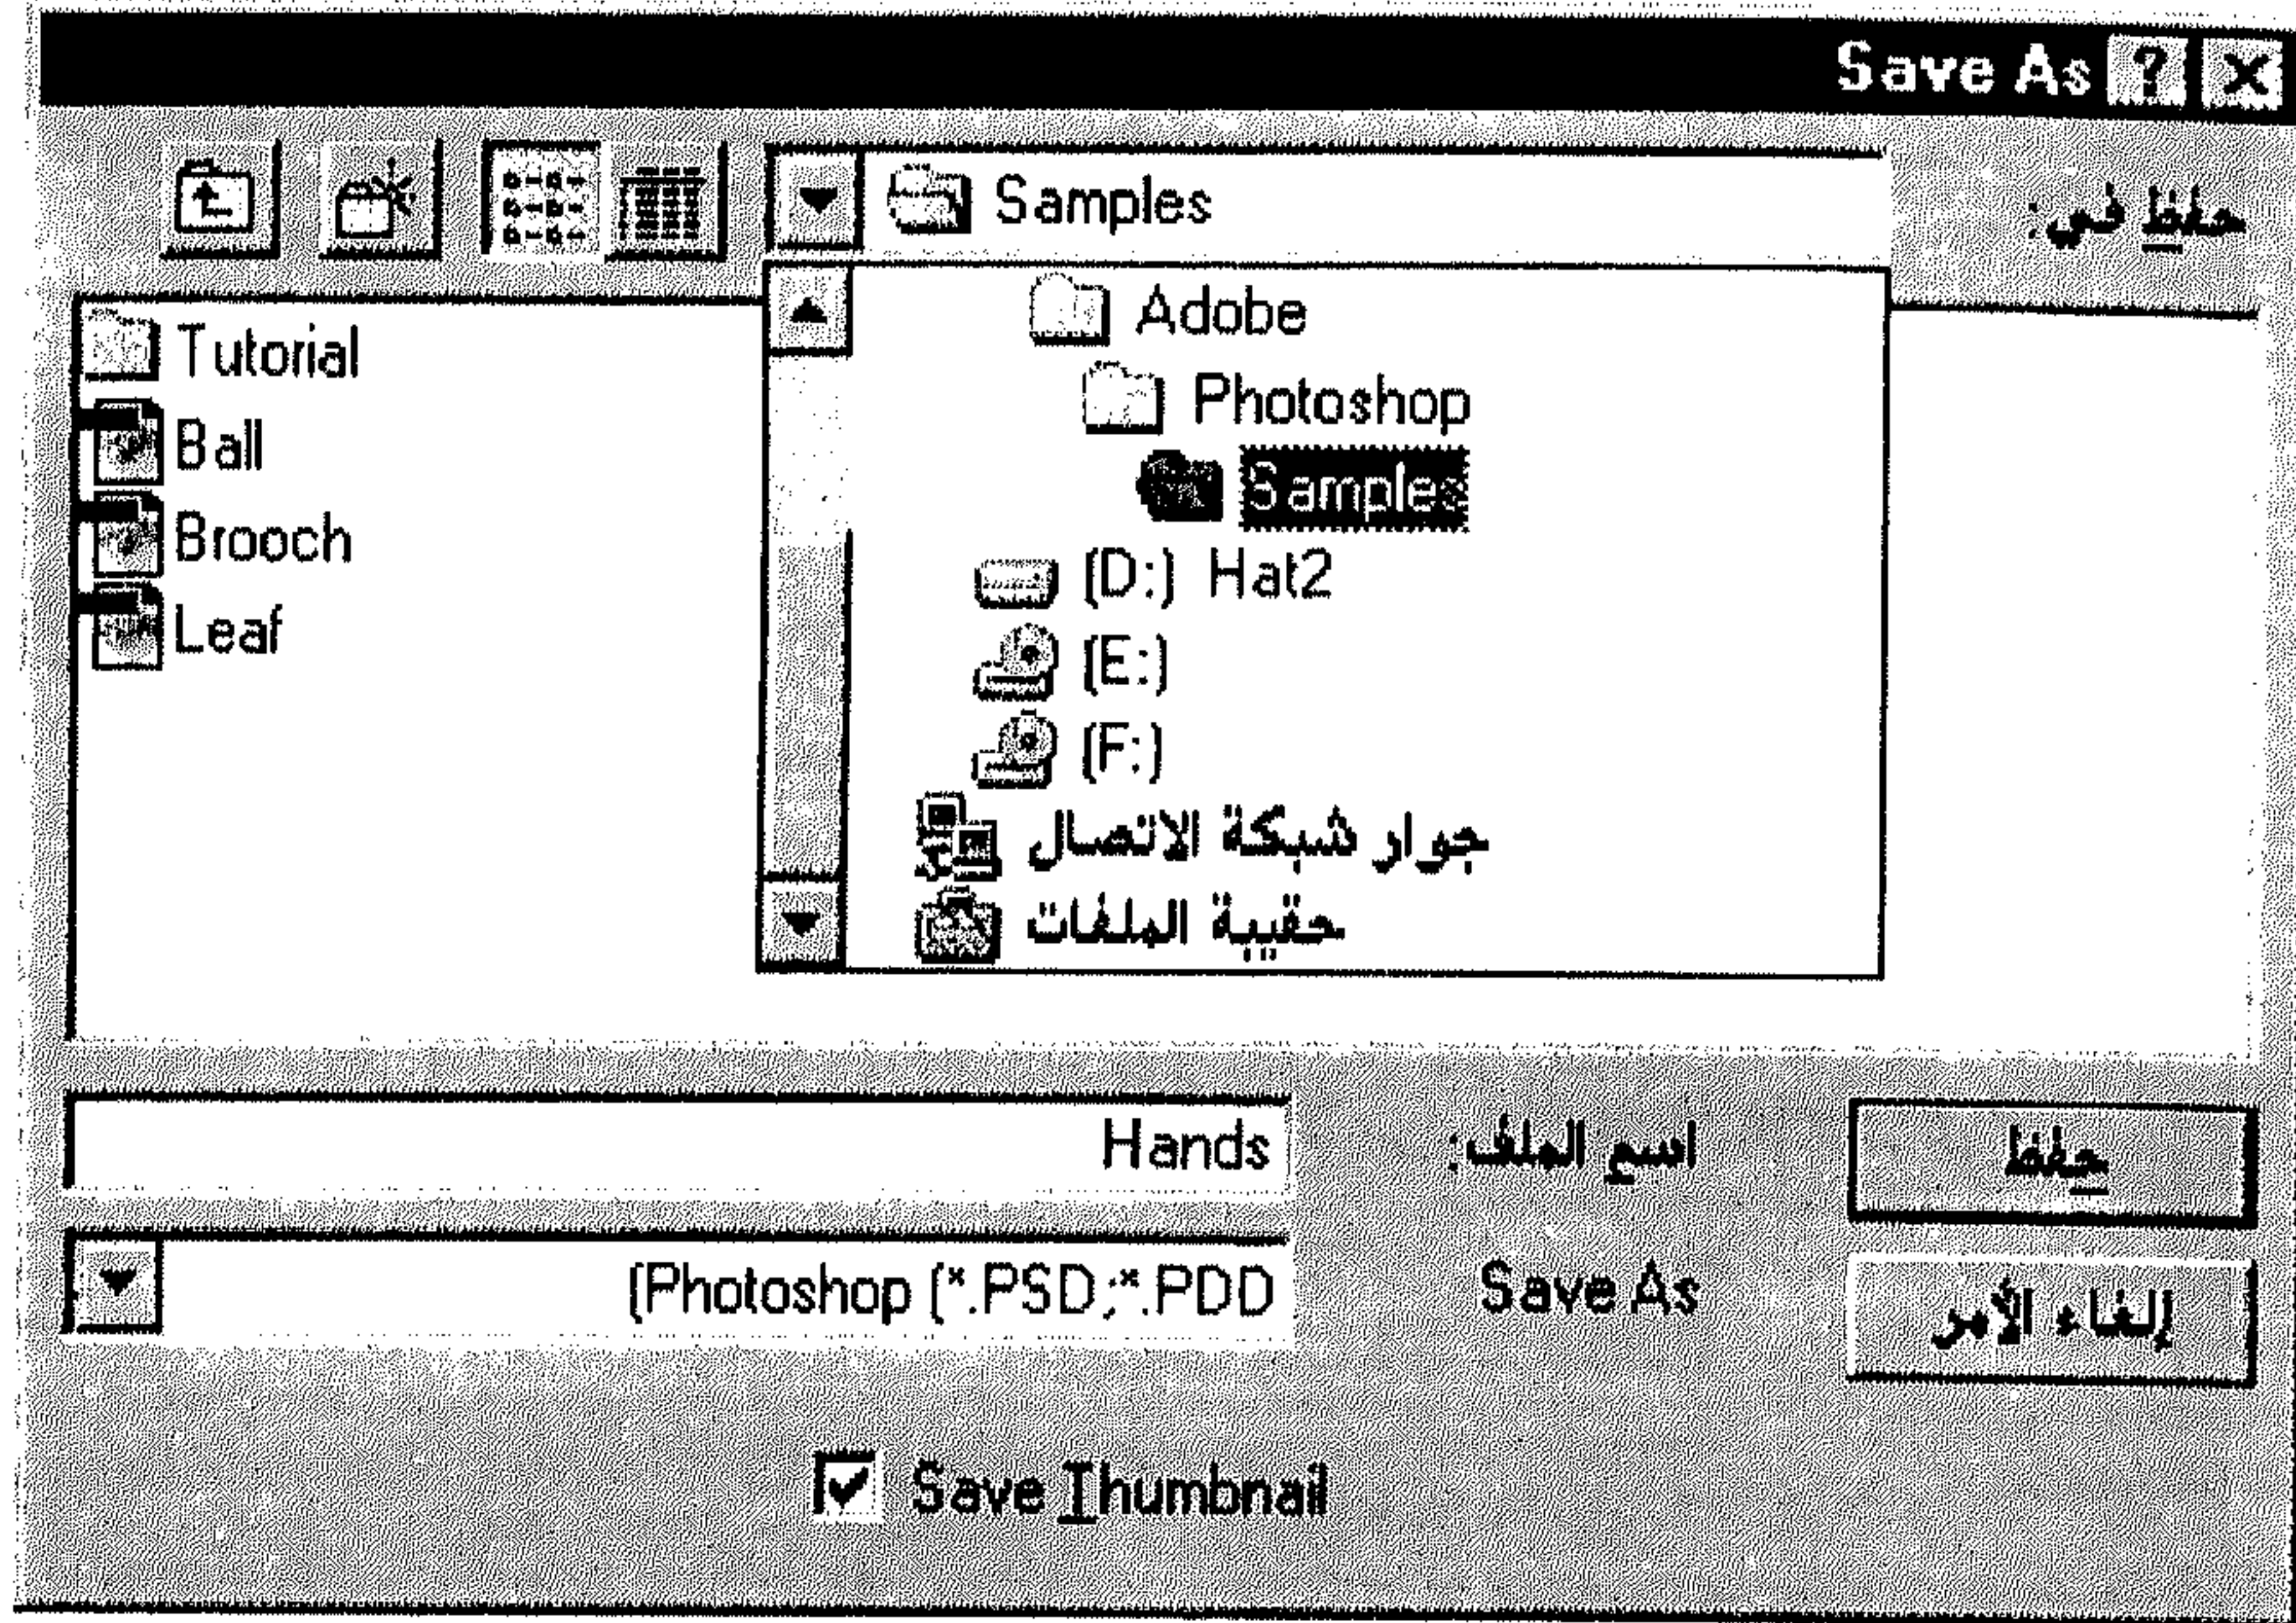 Save As
حفظ في:
Samples
Adobe
Photoshop
Samples
(D:) Hat2
(E:)
(F:)
جوار شبكة الاتصال
حقيبة الملفات
Tutorial
Ball
Brooch
Leaf
حفظ
اسم الملف:
Hands
إلغاء الأمر
Save As
(Photoshop (*.PSD;*.PDD
Save Thumbnail